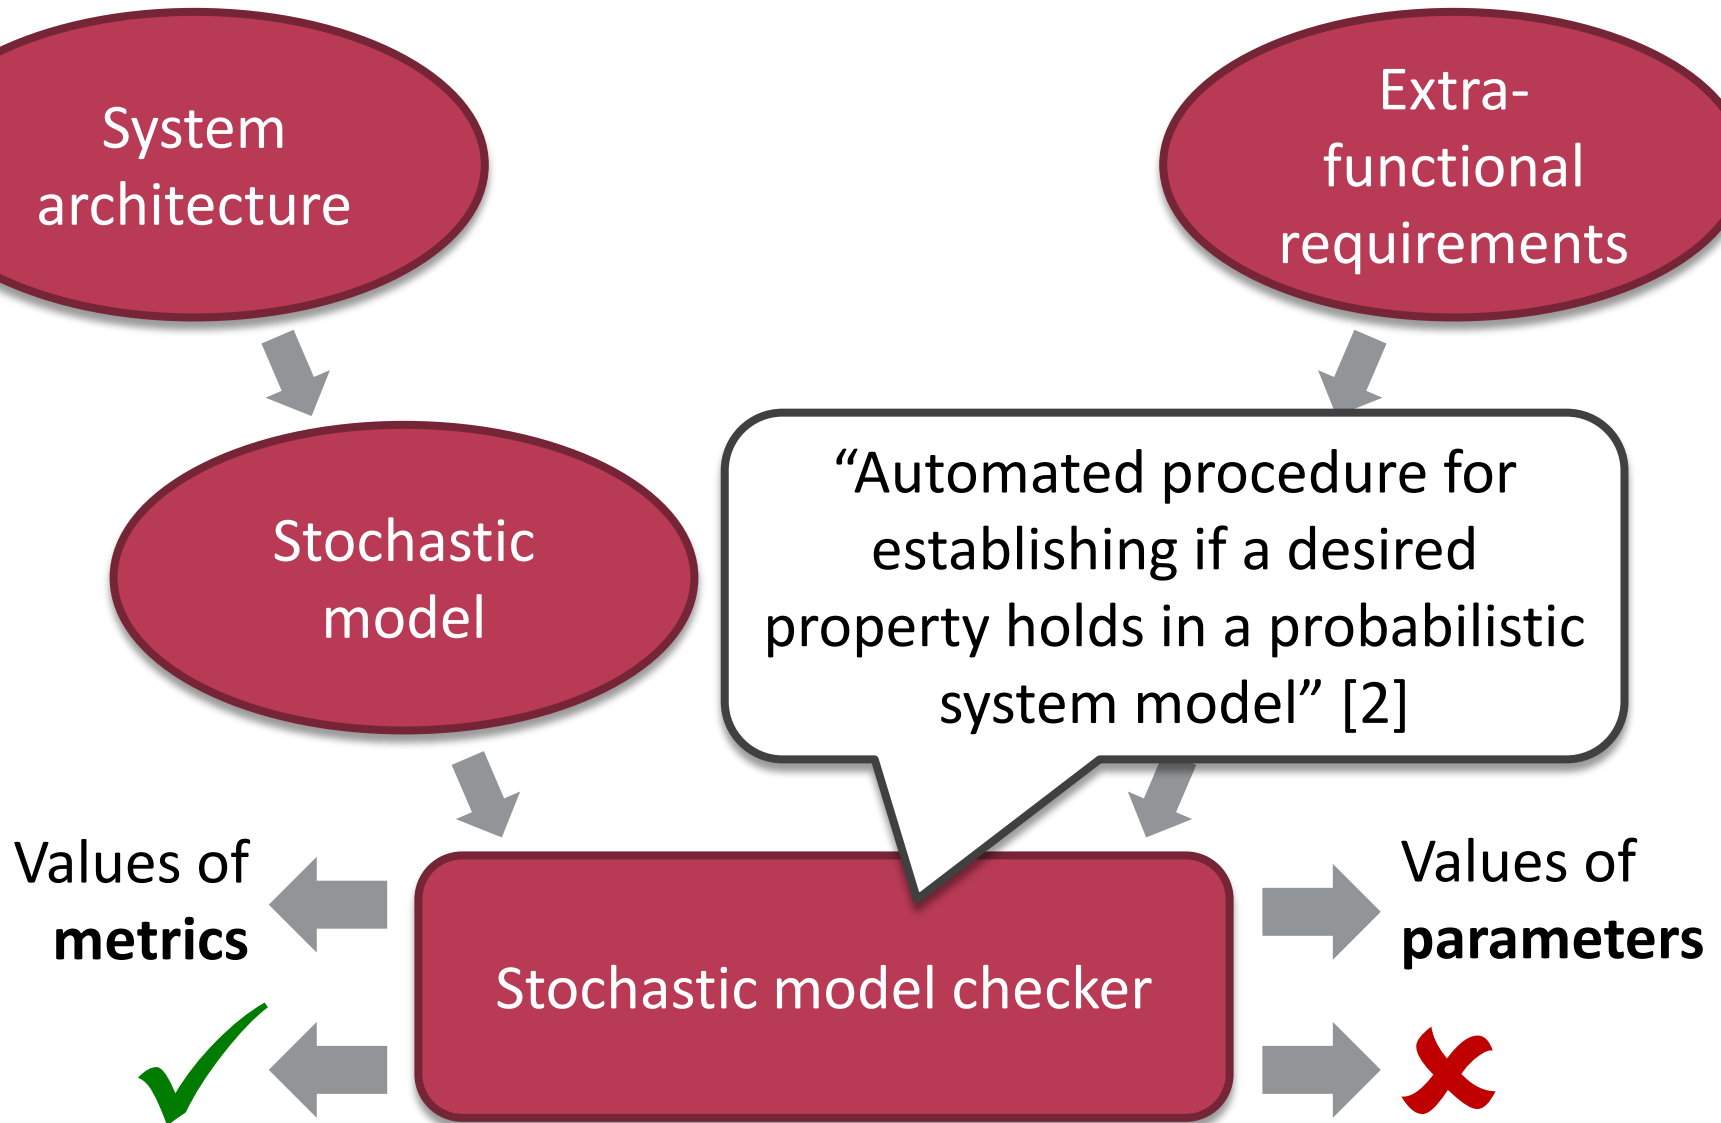 System
architecture
Extra-
functional
requirements
Stochastic
model
“Automated procedure for
establishing if a desired
property holds in a probabilistic
system model” [2]
Values of
metrics
Stochastic model checker
Values of
parameters